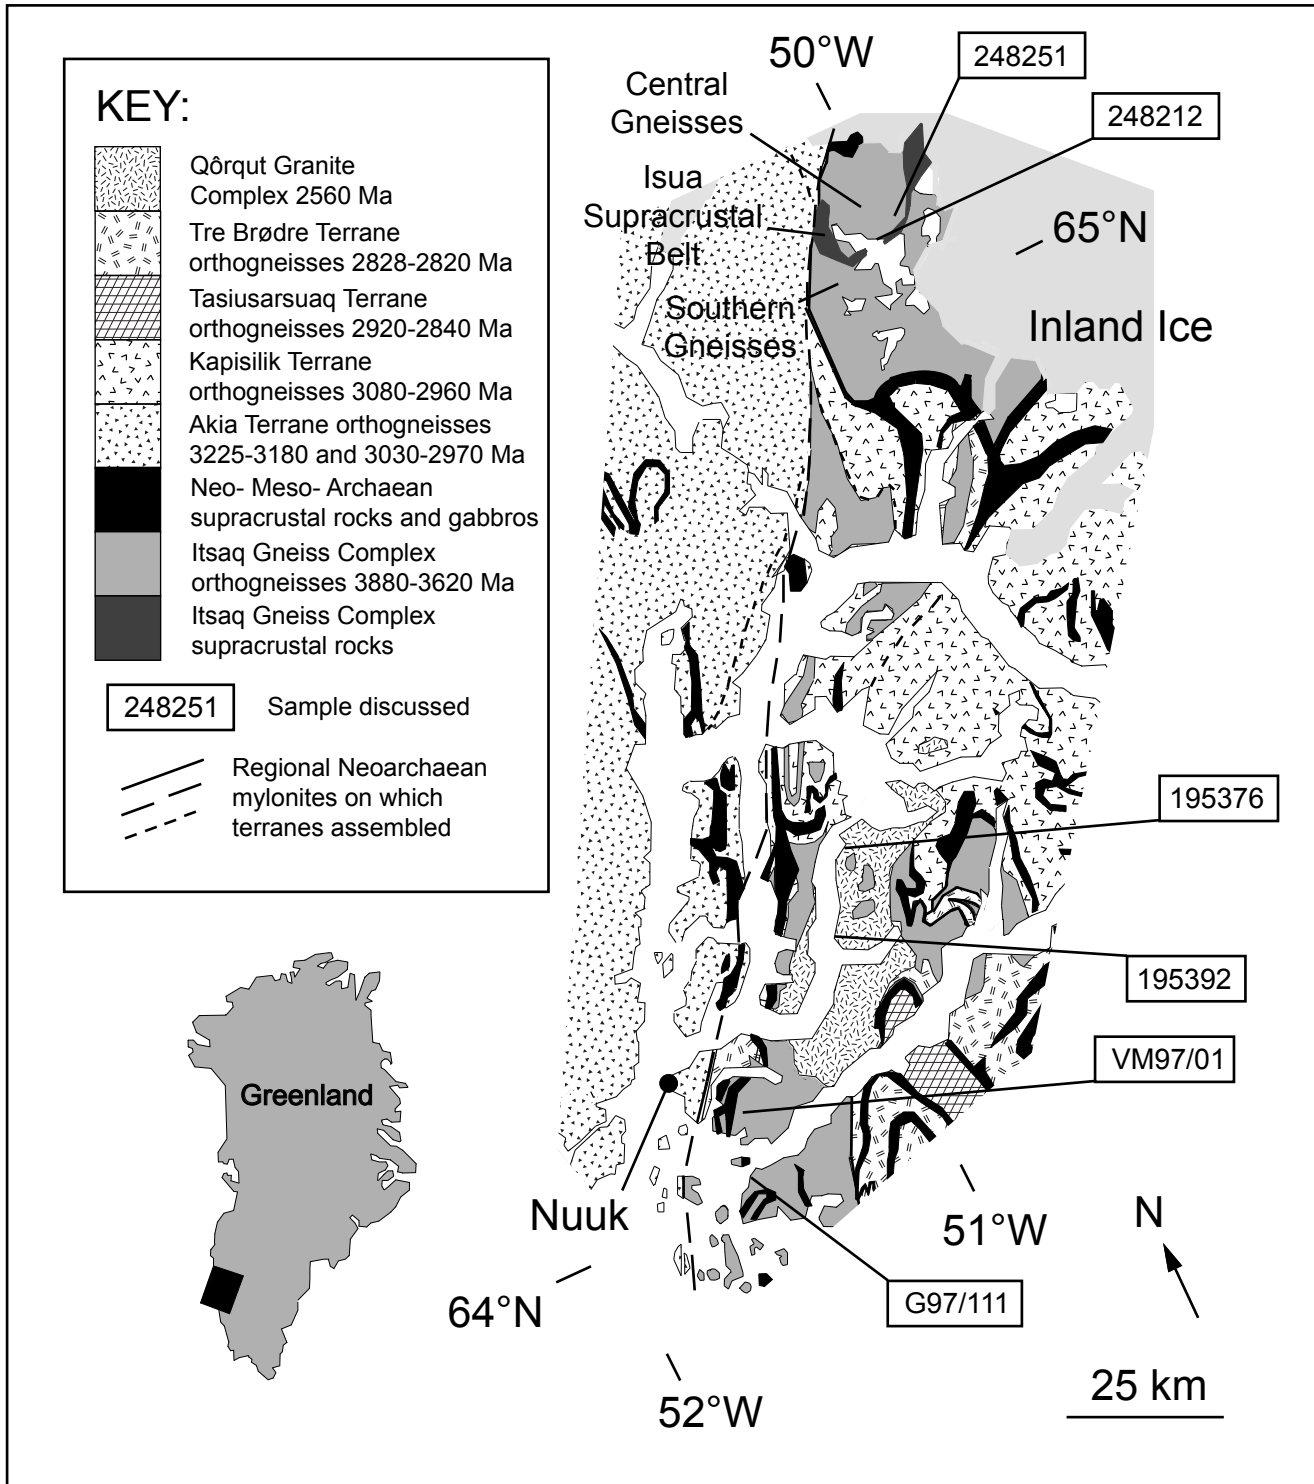 KEY:
Qôrqut Granite
Complex 2560 Ma
Tre Brødre Terrane
orthogneisses 2828-2820 Ma
Tasiusarsuaq Terrane
orthogneisses 2920-2840 Ma
Kapisilik Terrane
orthogneisses 3080-2960 Ma
Akia Terrane orthogneisses
3225-3180 and 3030-2970 Ma
Neo- Meso- Archaean
supracrustal rocks and gabbros
Itsaq Gneiss Complex
orthogneisses 3880-3620 Ma
Itsaq Gneiss Complex
supracrustal rocks
248251
Sample discussed
Regional Neoarchaean
mylonites on which
terranes assembled
50°W
248251
Central
Gneisses
248212
Isua
Supracrustal
Belt
65°N
Southern
Gneisses
Inland Ice
195376
195392
VM97/01
Greenland
Nuuk
51°W
N
64°N
G97/111
52°W
25 km